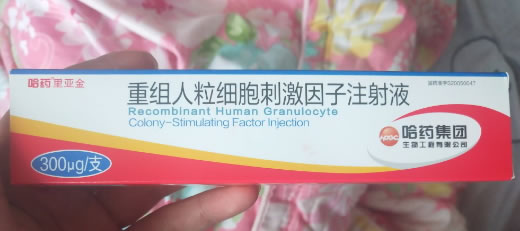 哈药里亚金
重组人粒细胞刺激因子注射液
Recombinant Human Granulocyte
Colony-Stimulating Factor Injection
300μg/支
哈药集团
生物工程有限公司